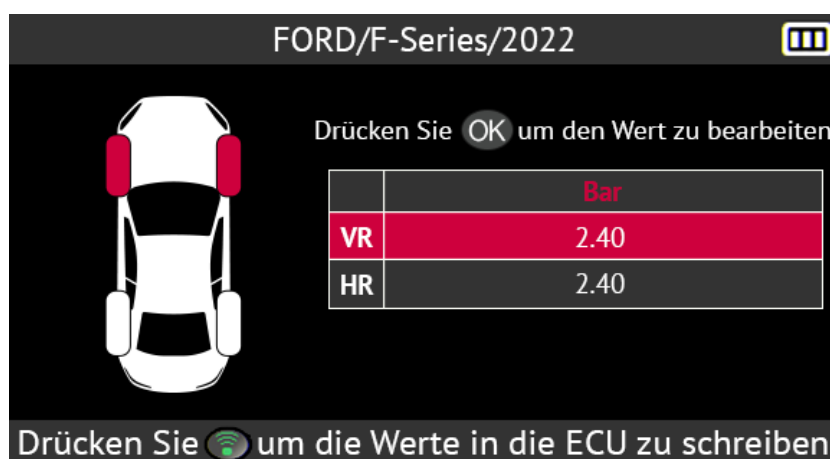 FORD/F-Series/2022
Drücken Sie OK um den Wert zu bearbeiten
Bar
VR 2.40
HR 2.40
Drücken Sie um die Werte in die ECU zu schreiben